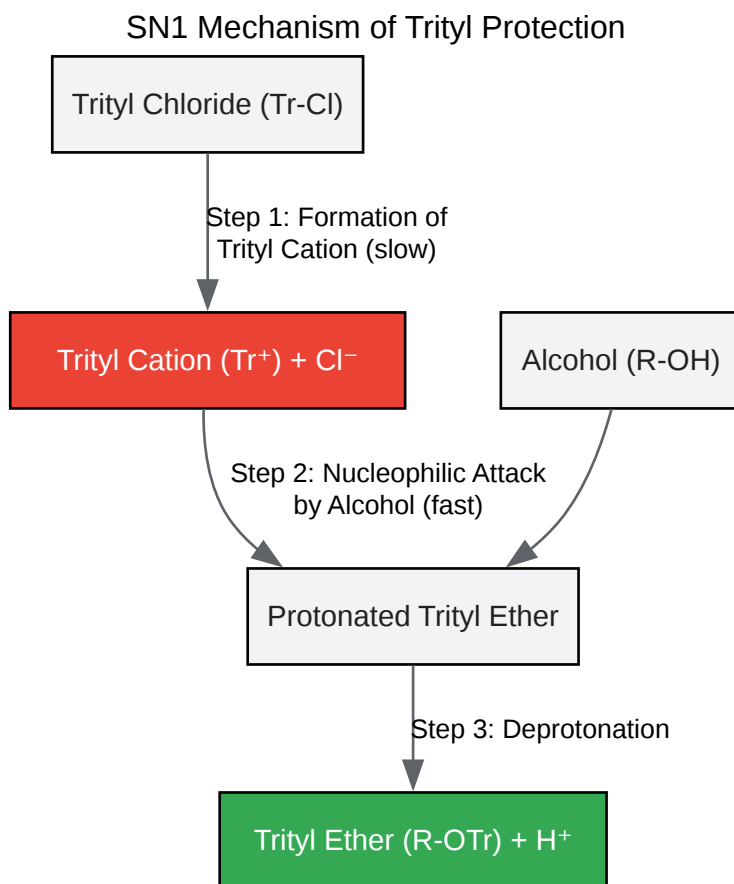 SN1 Mechanism of Trityl Protection
Trityl Chloride (Tr-Cl)
Step 1: Formation of
Trityl Cation (slow)
Trityl Cation (Tr⁺) + Cl⁻
Alcohol (R-OH)
Step 2: Nucleophilic Attack
by Alcohol (fast)
Protonated Trityl Ether
Step 3: Deprotonation
Trityl Ether (R-OTr) + H⁺